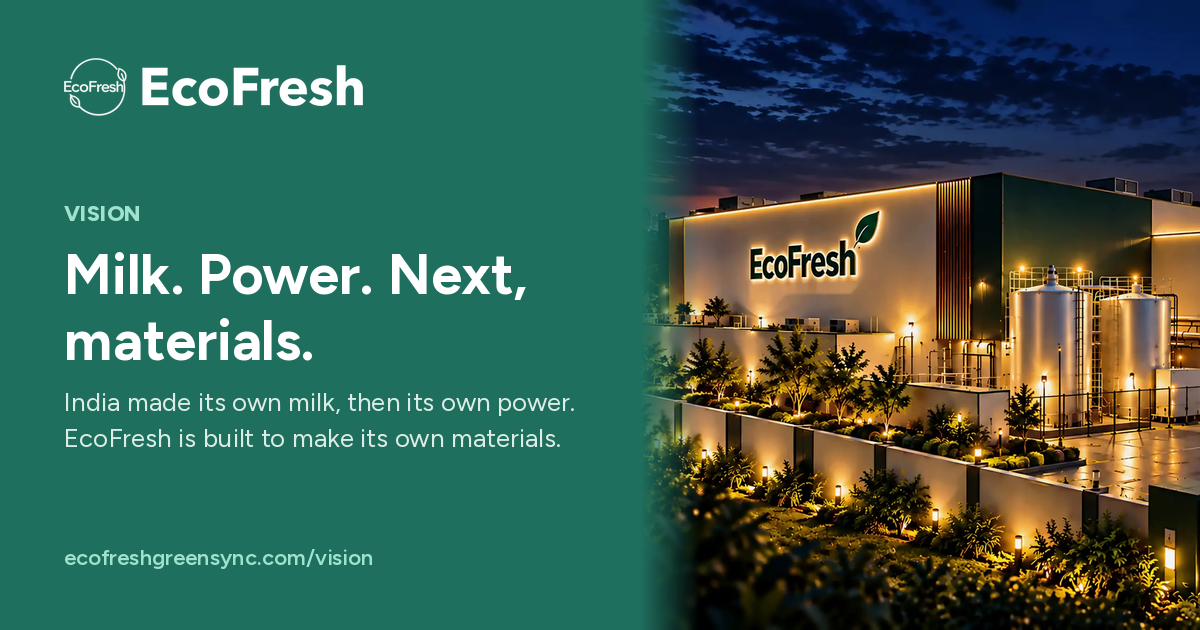 EcoFresh
EcoFresh
VISION
Milk. Power. Next,
materials.
India made its own milk, then its own power.
EcoFresh is built to make its own materials.
ecofreshgreensync.com/vision
EcoFresh